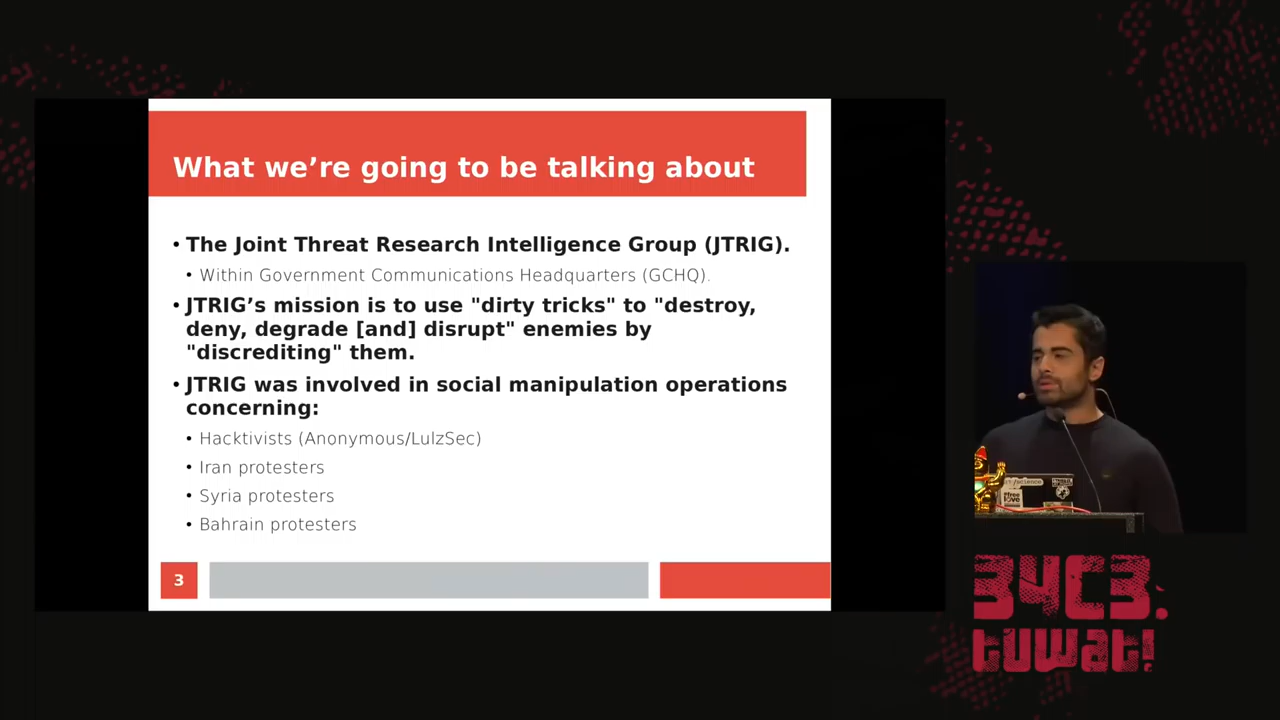 What we’re going to be talking about
• The Joint Threat Research Intelligence Group (JTRIG).
• Within Government Communications Headquarters (GCHQ).
• JTRIG’s mission is to use "dirty tricks" to "destroy,
deny, degrade [and] disrupt" enemies by
"discrediting" them.
• JTRIG was involved in social manipulation operations
concerning:
• Hacktivists (Anonymous/LulzSec)
• Iran protesters
• Syria protesters
• Bahrain protesters
3
/science
#free
love
34C3.
tuwat!